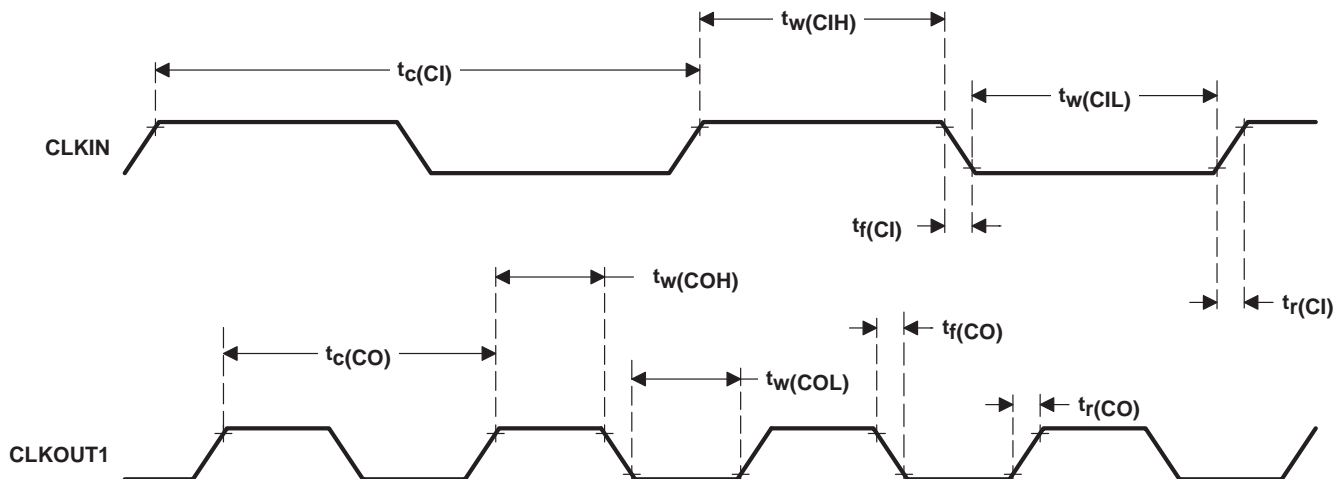 tw(CIH)
tc(CI)
tw(CIL)
CLKIN
tf(CI)
tw(COH)
tr(CI)
tf(CO)
tc(CO)
tw(COL)
tr(CO)
CLKOUT1